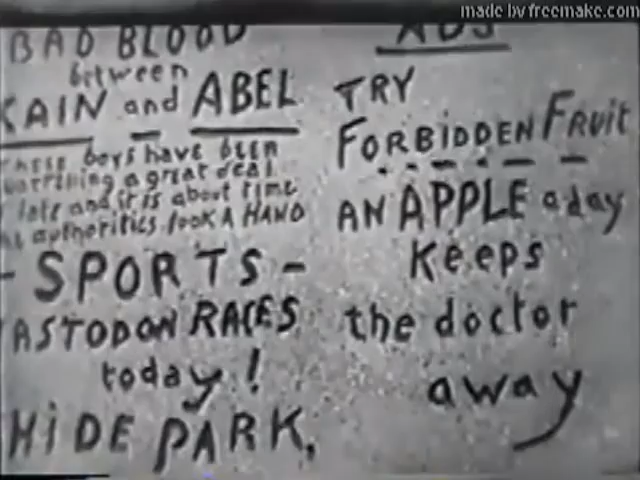 made by freemake.com
BAD BLOOD
between
KAIN and ABEL
These boys have been
quarreling a great deal
late and it is about time
authorities took A HAND
- SPORTS -
ASTODON RACES
today!
HiDE PARK,
ADS
TRY
FORBIDDEN FRUIT
AN APPLE a day
Keeps
the doctor
away